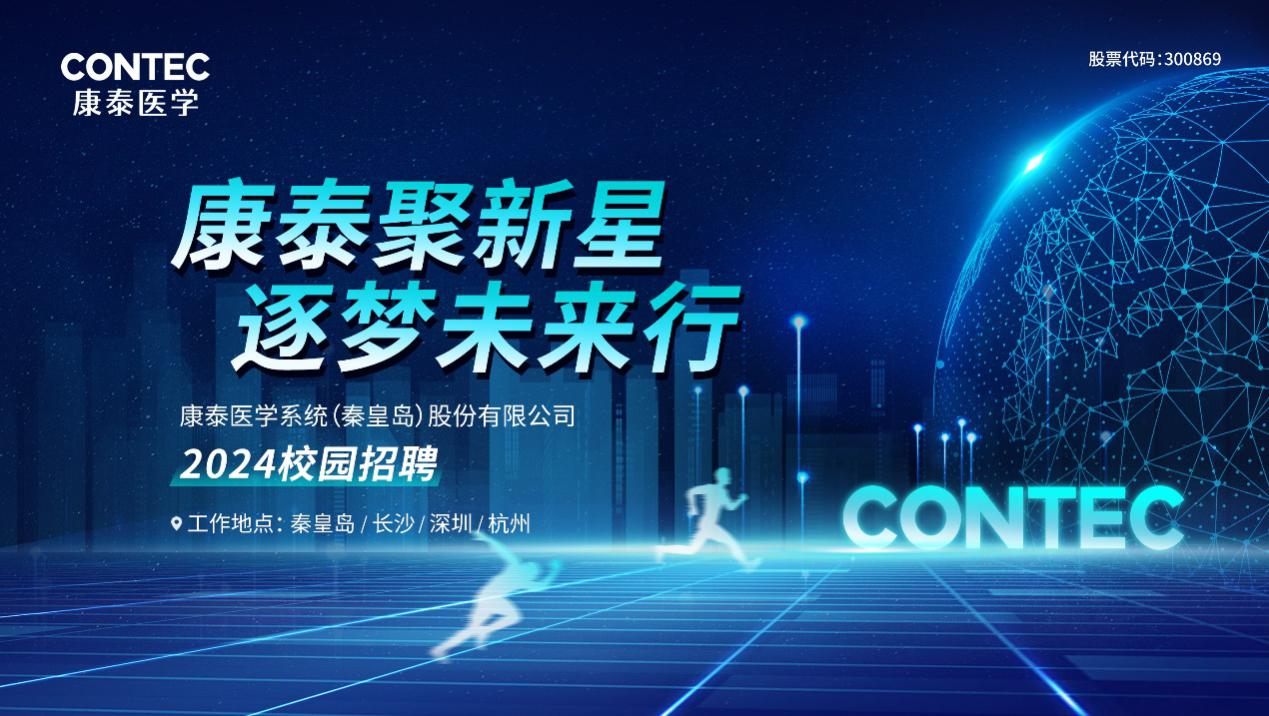 CONTEC
康泰医学
股票代码：300869
康泰聚新星
逐梦未来行
康泰医学系统（秦皇岛）股份有限公司
2024校园招聘
工作地点：秦皇岛 / 长沙 / 深圳 / 杭州
CONTEC